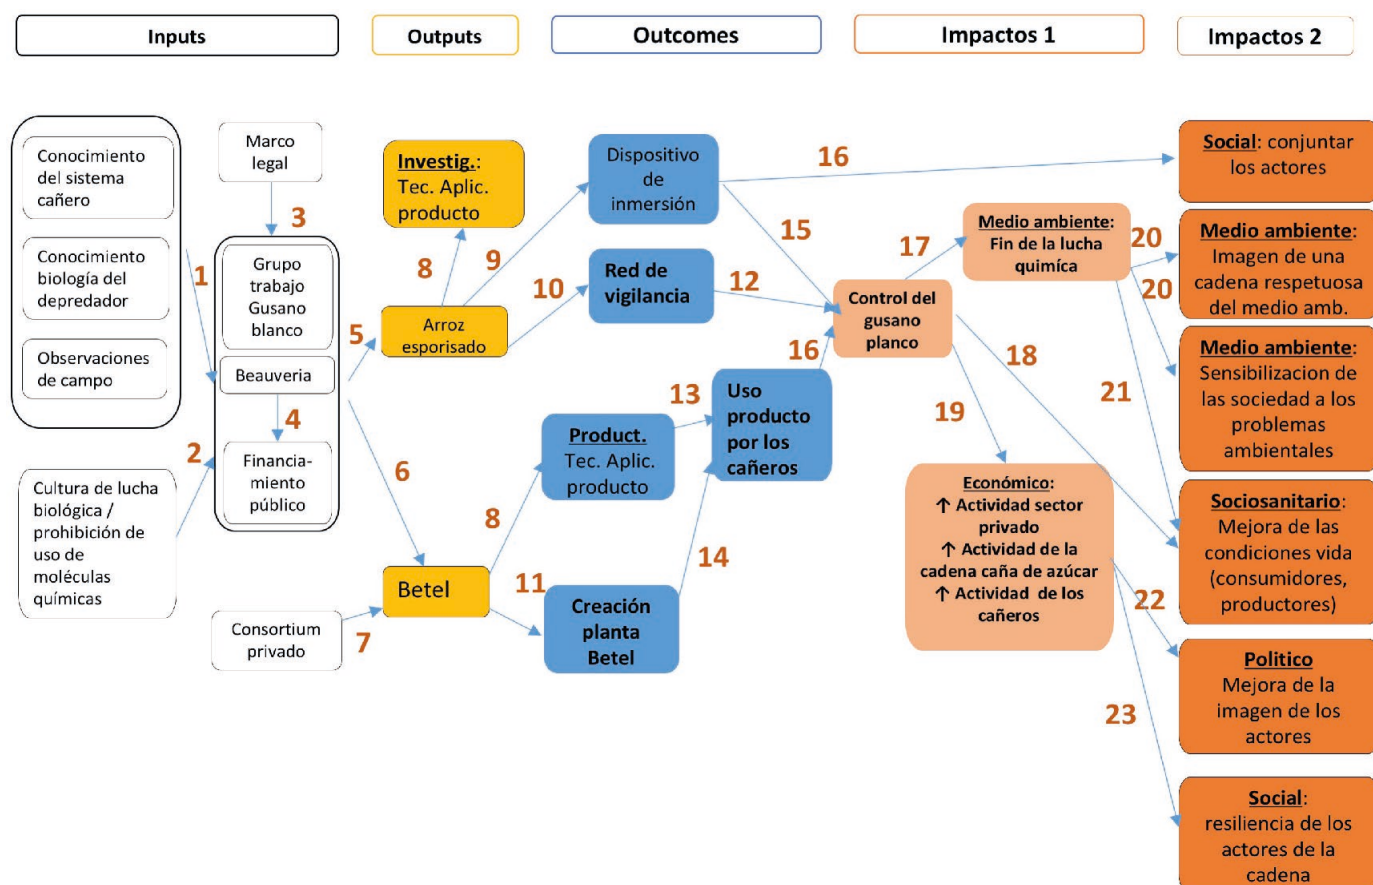 Inputs
Outputs
Outcomes
Impactos 1
Impactos 2
Conocimiento
del sistema
cañero
Conocimiento
biología del
depredador
Observaciones
de campo
Cultura de lucha
biológica /
prohibición de
uso de
moléculas
químicas
1
2
Marco
legal
3
Grupo
trabajo
Gusano
blanco
Beauveria
4
Financia-
miento
público
Consortium
privado
5
6
7
Investig.:
Tec. Aplic.
producto
8
9
10
Arroz
esporisado
Betel
8
11
Dispositivo
de
inmersión
Red de
vigilancia
Product.
Tec. Aplic.
producto
Creación
planta
Betel
12
13
14
15
16
16
Uso
producto
por los
cañeros
Control del
gusano
planco
17
18
19
Medio ambiente:
Fin de la lucha
quimíca
Económico:
↑ Actividad sector
privado
↑ Actividad de la
cadena caña de azúcar
↑ Actividad de los
cañeros
20
20
21
22
23
Social: conjuntar
los actores
Medio ambiente:
Imagen de una
cadena respetuosa
del medio amb.
Medio ambiente:
Sensibilizacion de
las sociedad a los
problemas
ambientales
Sociosanitario:
Mejora de las
condiciones vida
(consumidores,
productores)
Politico
Mejora de la
imagen de los
actores
Social:
resiliencia de los
actores de la
cadena